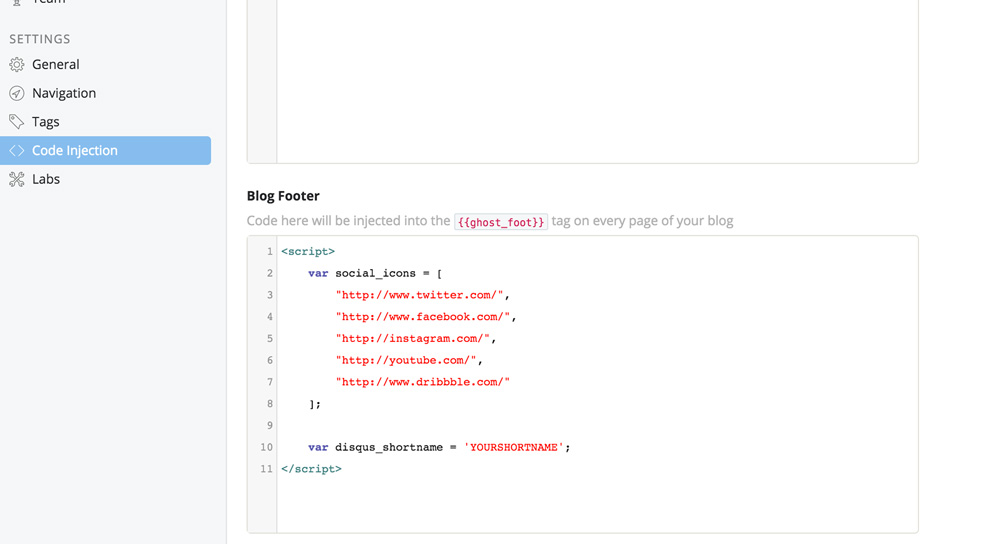 Team
SETTINGS
General
Navigation
Tags
Code Injection
Labs
Blog Footer
Code here will be injected into the {{ghost_foot}} tag on every page of your blog
1 <script>
2 var social_icons = [
3 "http://www.twitter.com/",
4 "http://www.facebook.com/",
5 "http://instagram.com/",
6 "http://youtube.com/",
7 "http://www.dribbble.com/"
8 ];
9
10 var disqus_shortname = 'YOURSHORTNAME';
11 </script>